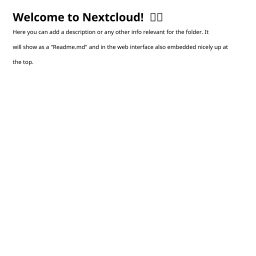 Welcome to Nextcloud!
Here you can add a description or any other info relevant for the folder. It
will show as a "Readme.md" and in the web interface also embedded nicely up at
the top.